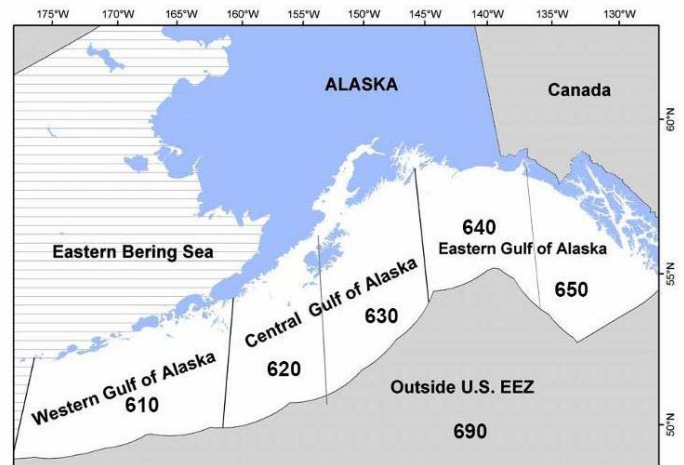 175°W 170°W 165°W 160°W 155°W 150°W 145°W 140°W 135°W 130°W
ALASKA
Canada
60°N
640
Eastern Bering Sea
Eastern Gulf of Alaska
55°N
650
Central Gulf of Alaska
630
620
Western Gulf of Alaska
610
Outside U.S. EEZ
690
50°N